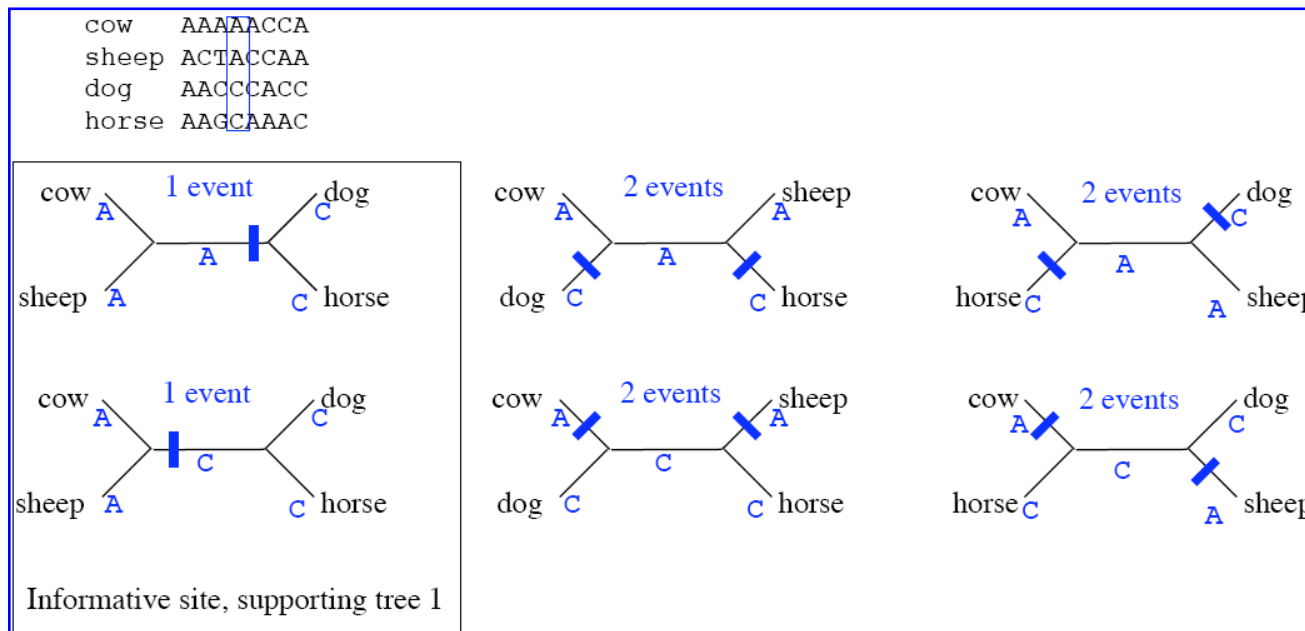 cow AAAAACCA
sheep ACTACCAA
dog AACCCACC
horse AAGCAAAC
cow 1 event dog
A C
A
sheep A C horse
cow 2 events sheep
A A
A
dog C C horse
cow 2 events dog
A C
A
horse C A sheep
cow 1 event dog
A C
C
sheep A C horse
cow 2 events sheep
A A
C
dog C C horse
cow 2 events dog
A C
C
horse C A sheep
Informative site, supporting tree 1